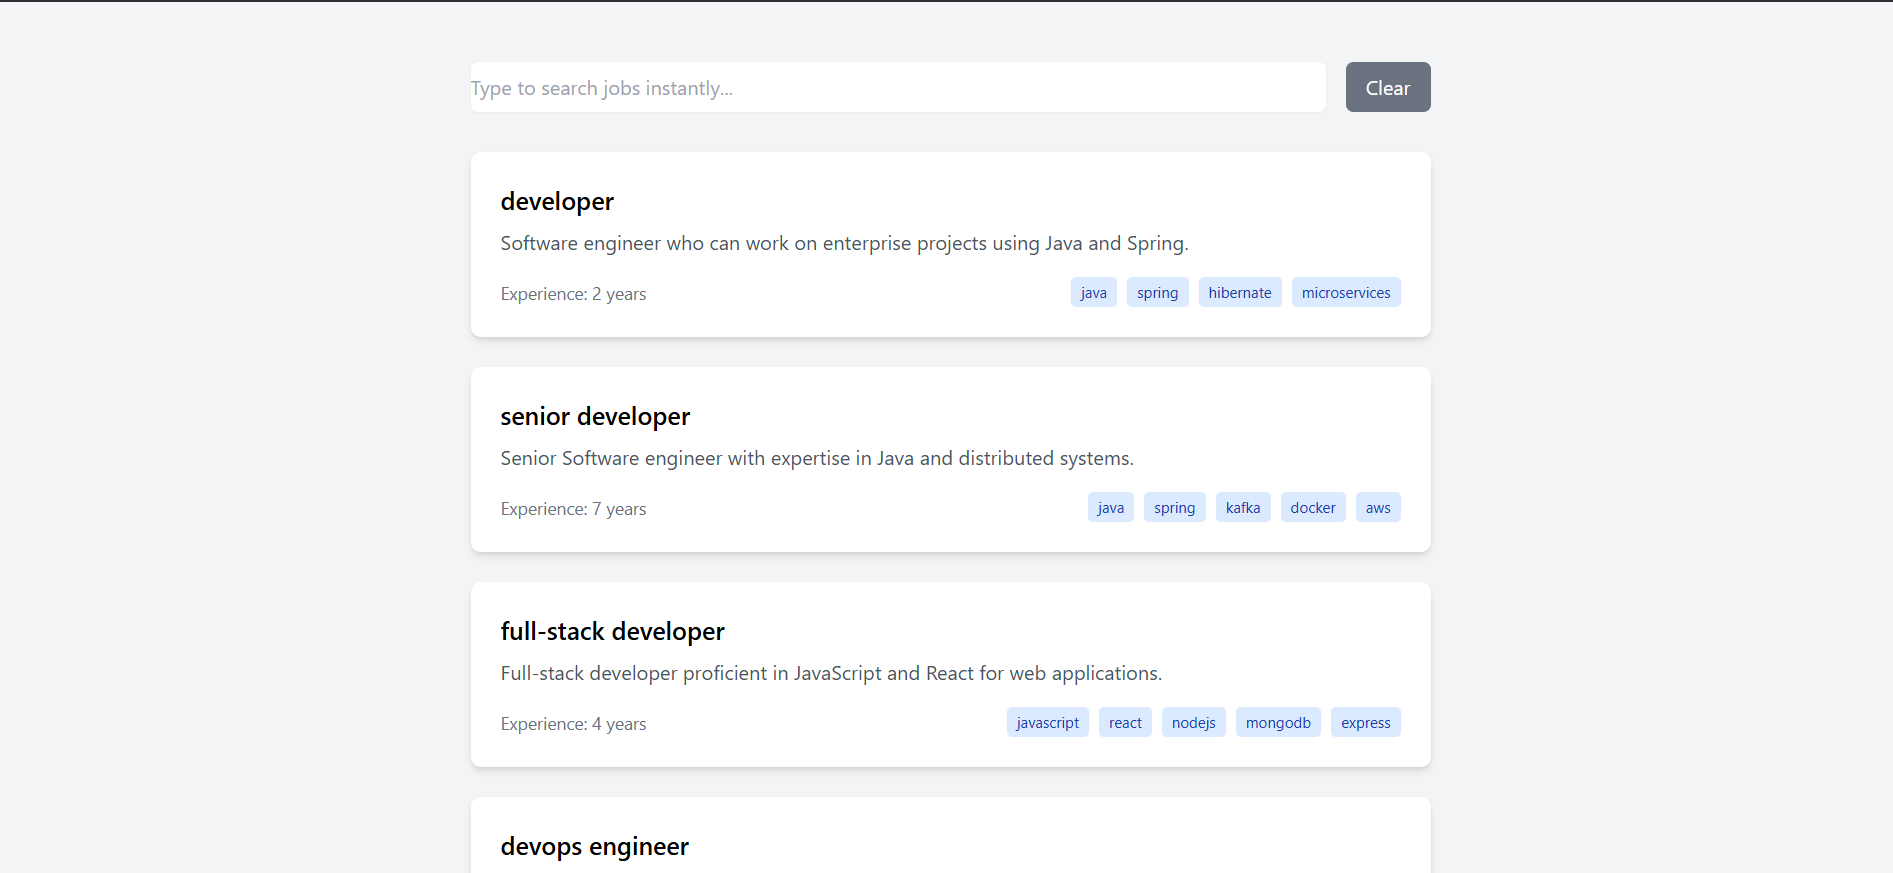 Type to search jobs instantly...
Clear
developer
Software engineer who can work on enterprise projects using Java and Spring.
Experience: 2 years
java spring hibernate microservices
senior developer
Senior Software engineer with expertise in Java and distributed systems.
Experience: 7 years
java spring kafka docker aws
full-stack developer
Full-stack developer proficient in JavaScript and React for web applications.
Experience: 4 years
javascript react nodejs mongodb express
devops engineer